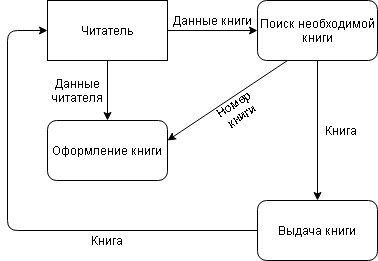 Читатель
Данные книги
Поиск необходимой
книги
Данные
читателя
Номер
книги
Оформление книги
Книга
Выдача книги
Книга